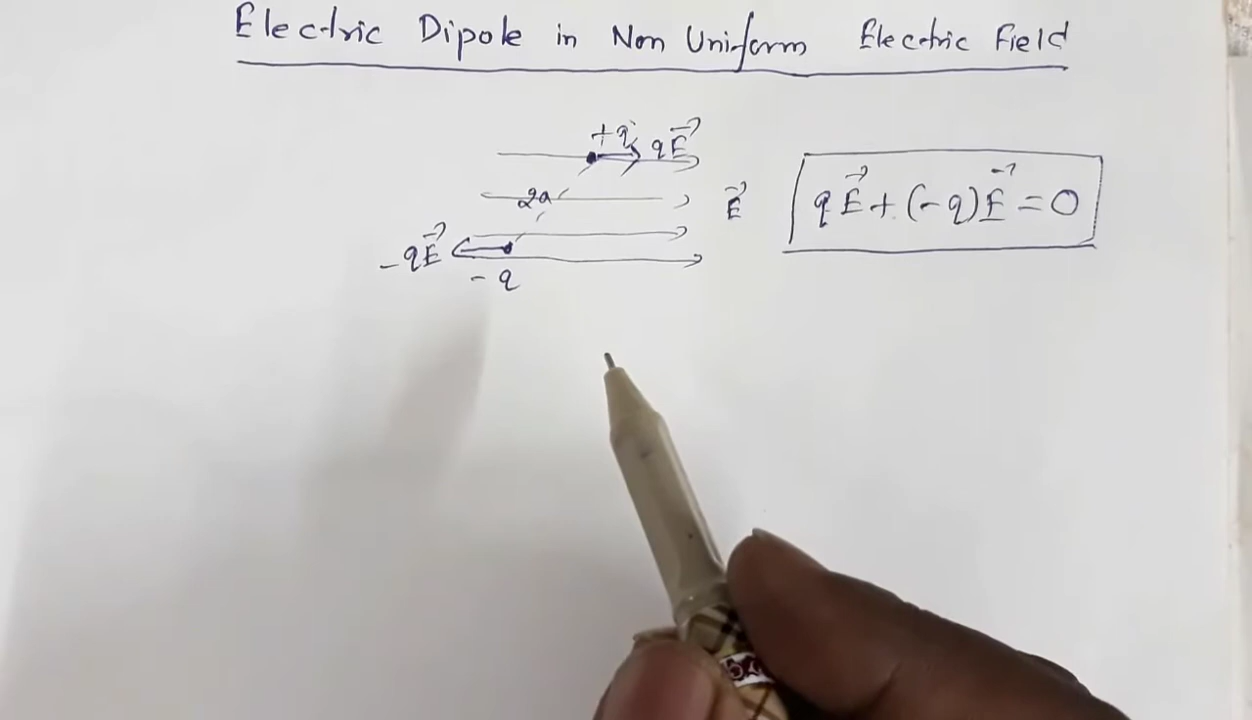 Electric Dipole in Non Uniform Electric Field
+q qE⃗
2a E⃗ qE⃗ + (-q)E⃗ = 0
-qE⃗
-q